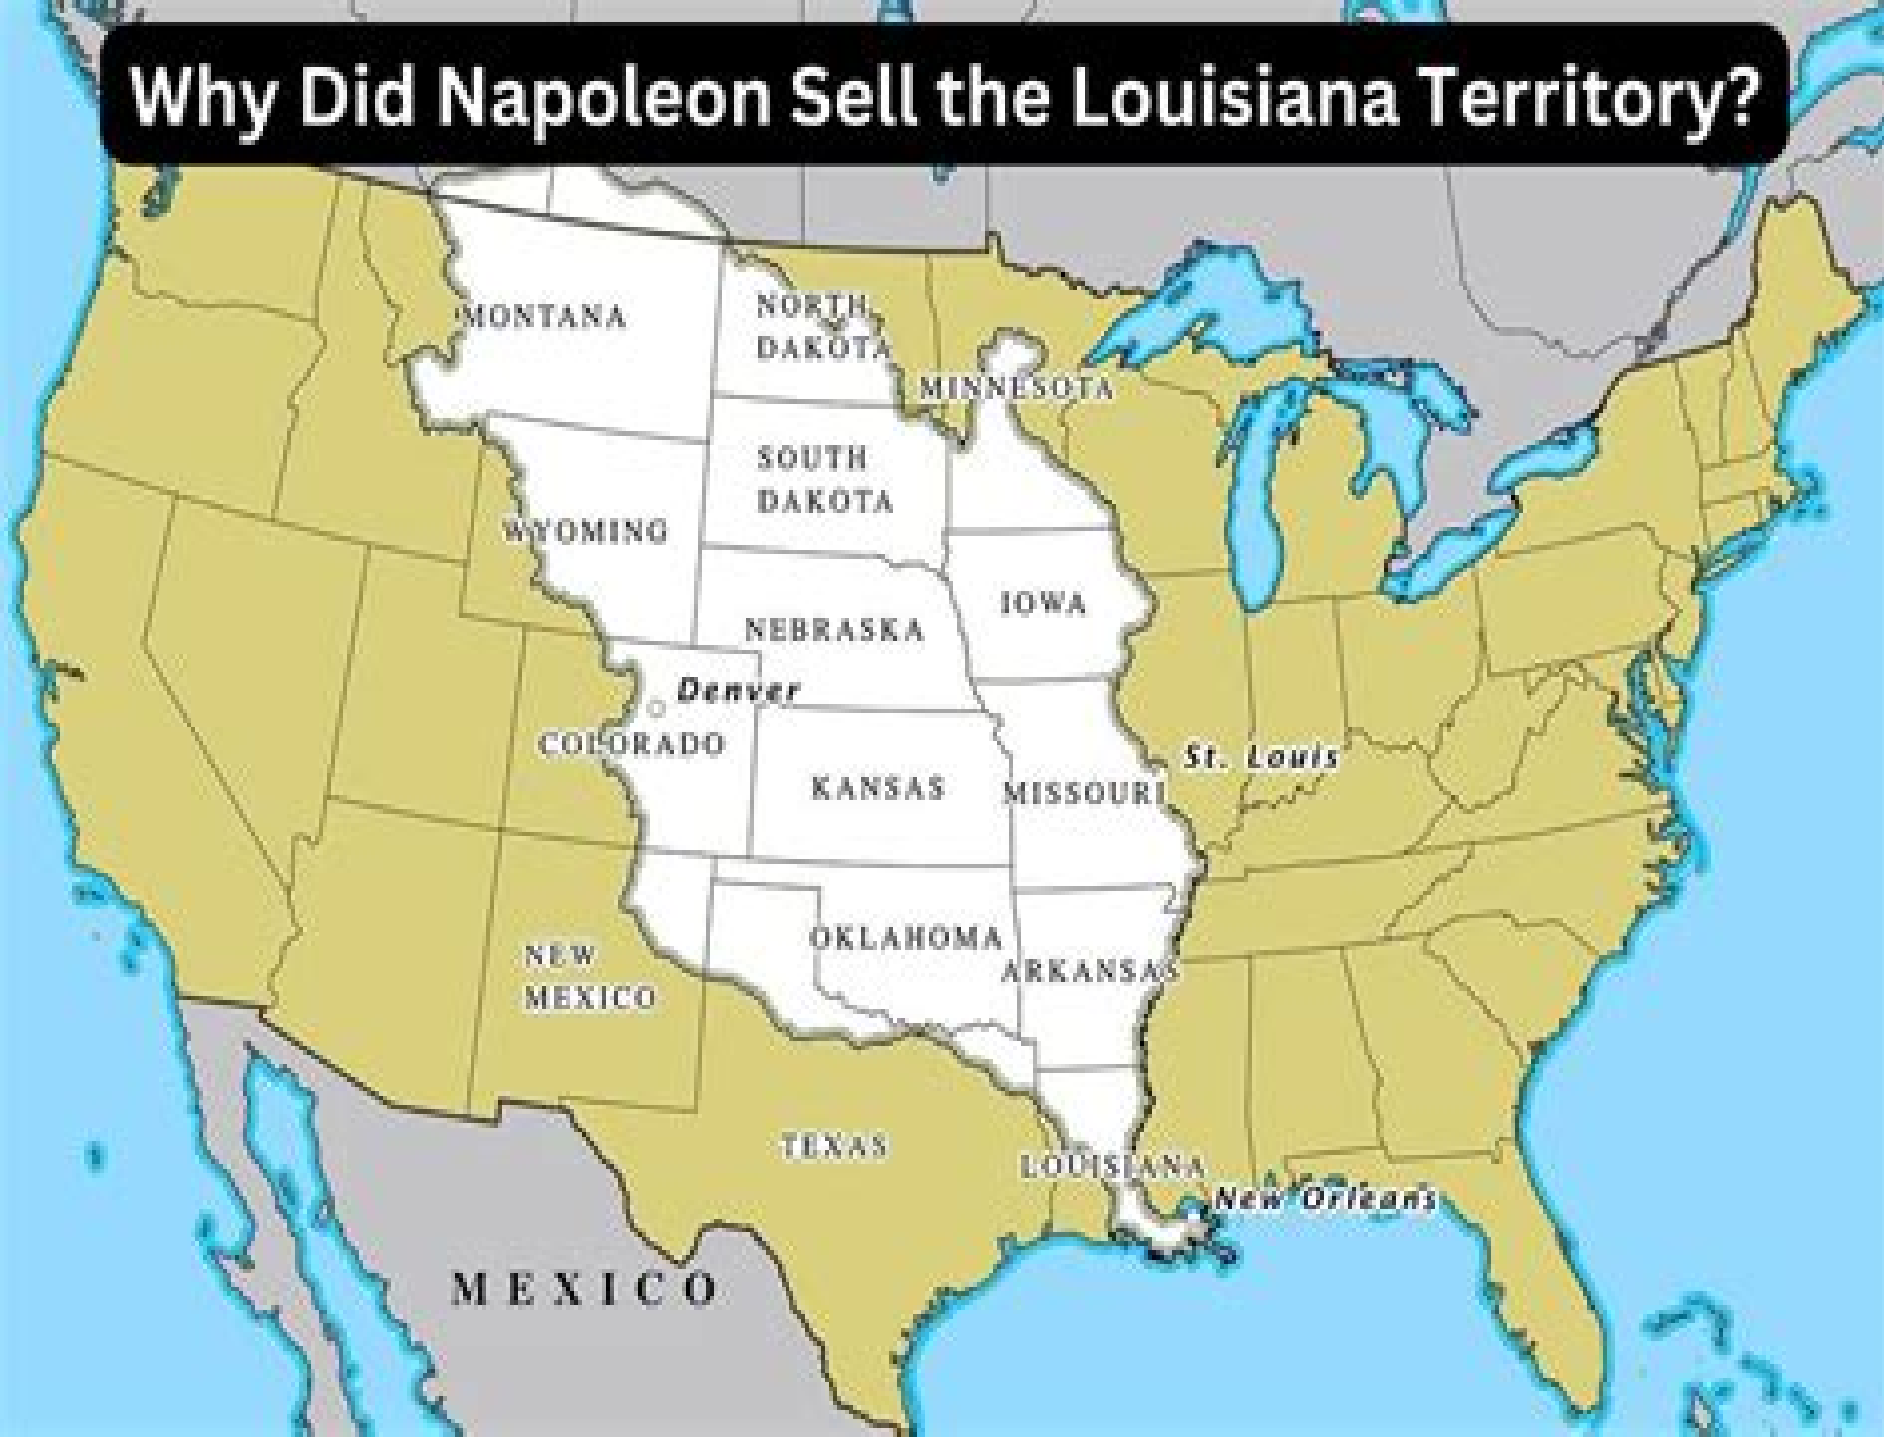 Why Did Napoleon Sell the Louisiana Territory?
MONTANA
NORTH
DAKOTA
MINNESOTA
SOUTH
DAKOTA
WYOMING
IOWA
NEBRASKA
Denver
COLORADO
St. Louis
KANSAS
MISSOURI
OKLAHOMA
ARKANSAS
NEW
MEXICO
TEXAS
LOUISIANA
New Orleans
MEXICO